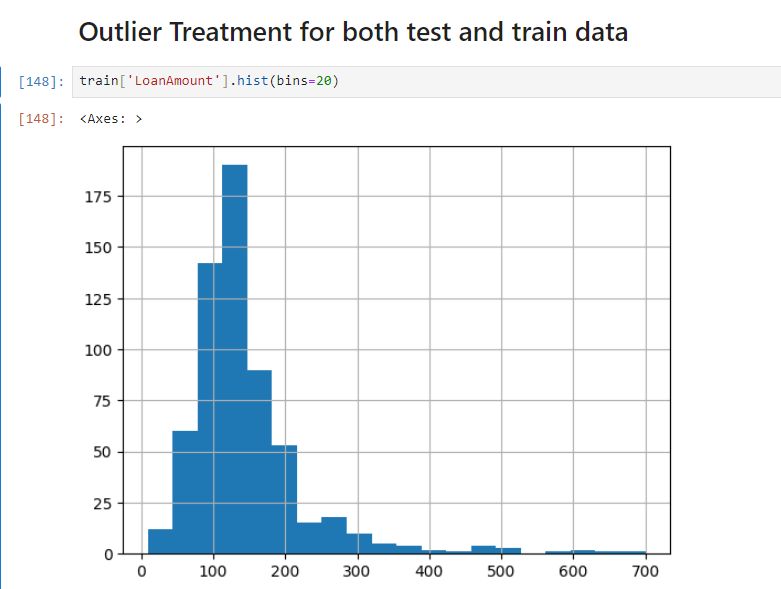 Outlier Treatment for both test and train data
[148]: train['LoanAmount'].hist(bins=20)
[148]: <Axes: >
175
150
125
100
75
50
25
0
0 100 200 300 400 500 600 700